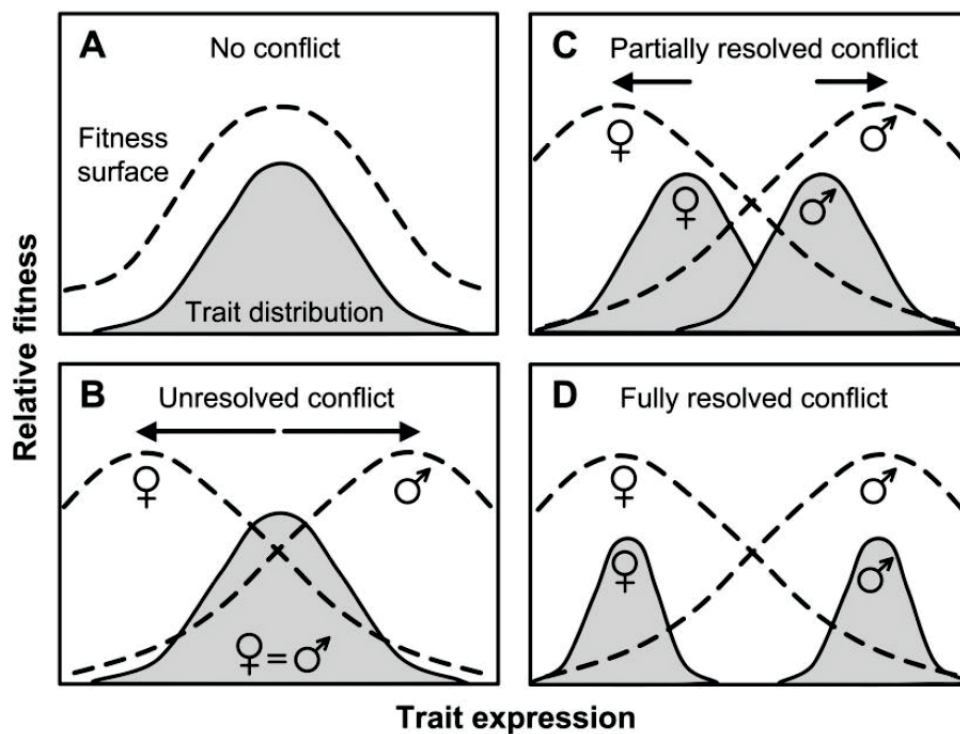 Relative fitness
A
No conflict
Fitness
surface
Trait distribution
B
Unresolved conflict
♀
♂
♀=♂
C
Partially resolved conflict
♀
♂
♀
♂
D
Fully resolved conflict
♀
♂
♀
♂
Trait expression